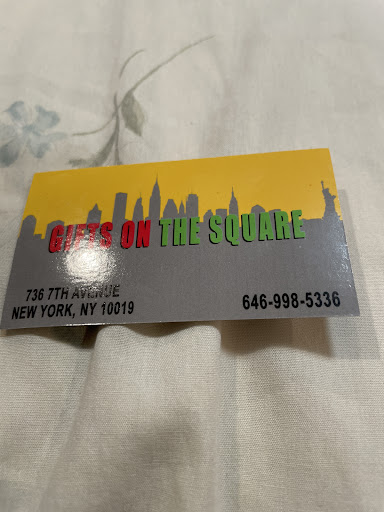 GIFTS ON THE SQUARE
736 7TH AVENUE
NEW YORK, NY 10019
646-998-5336